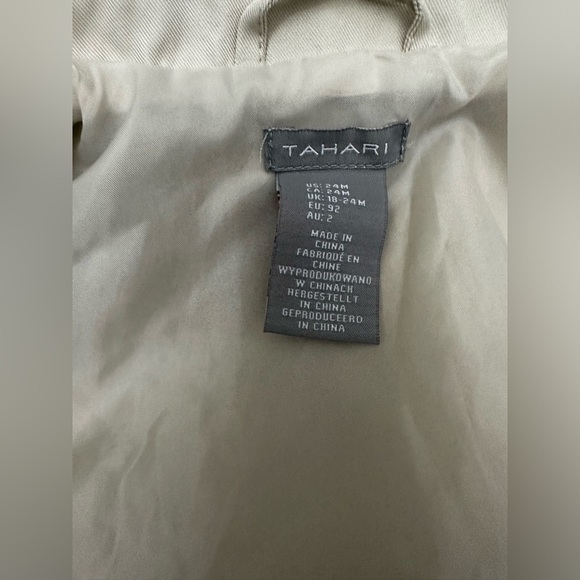 TAHARI
US: 24M
CA: 24M
UK: 18-24M
EU: 92
AU: 2
MADE IN
CHINA
FABRIQUÉ EN
CHINE
WYPRODUKOWANO
W CHINACH
HERGESTELLT
IN CHINA
GEPRODUCEERD
IN CHINA